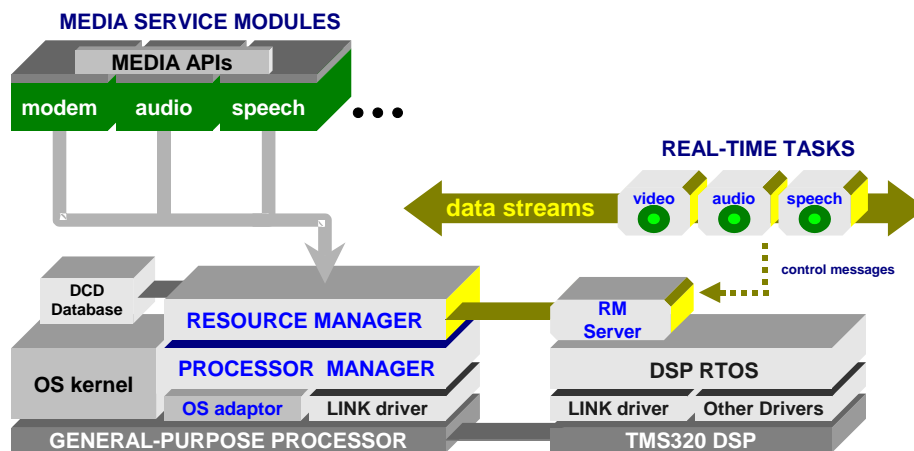 MEDIA SERVICE MODULES
MEDIA APIs
modem
audio
speech
REAL-TIME TASKS
data streams
video
audio
speech
control messages
DCD
Database
RESOURCE MANAGER
RM
Server
OS kernel
PROCESSOR MANAGER
DSP RTOS
OS adaptor
LINK driver
LINK driver
Other Drivers
GENERAL-PURPOSE PROCESSOR
TMS320 DSP